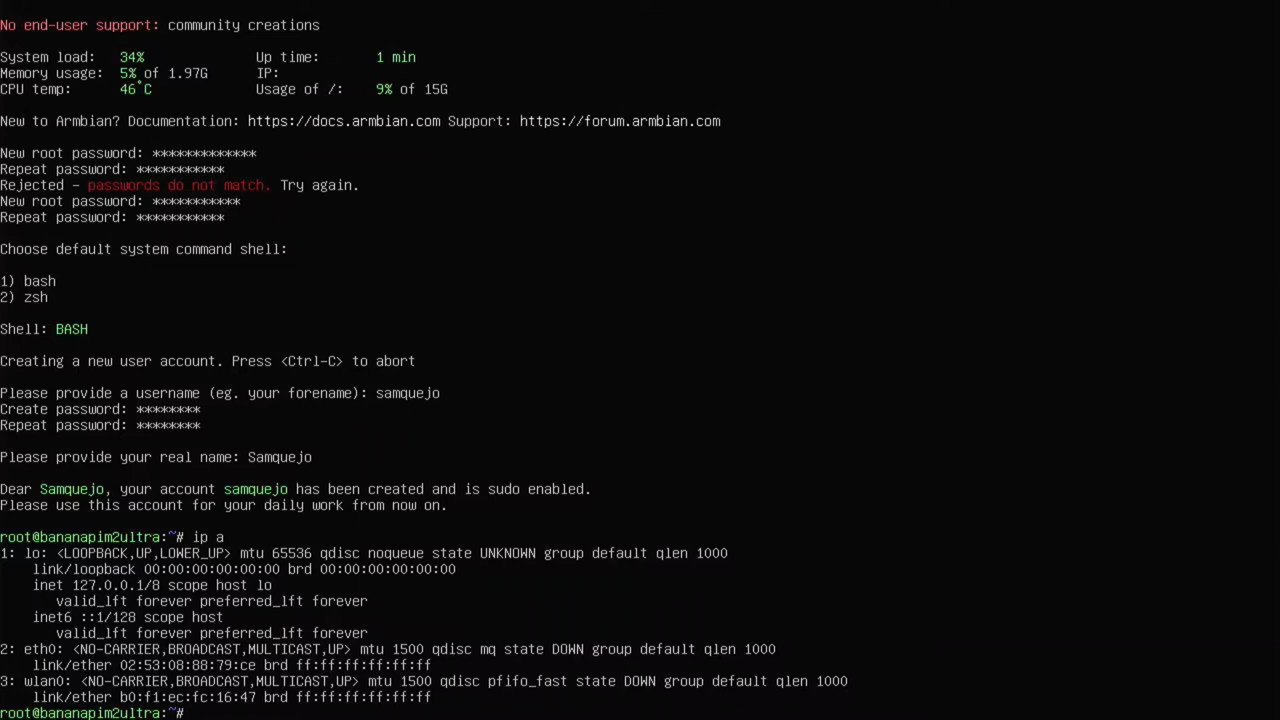 No end-user support: community creations
System load:   34%              Up time:       1 min
Memory usage:  5% of 1.97G      IP:
CPU temp:      46°C             Usage of /:    9% of 15G
New to Armbian? Documentation: https://docs.armbian.com Support: https://forum.armbian.com
New root password: *************
Repeat password: ***********
Rejected - passwords do not match. Try again.
New root password: ***********
Repeat password: ***********
Choose default system command shell:
1) bash
2) zsh
Shell: BASH
Creating a new user account. Press <Ctrl-C> to abort
Please provide a username (eg. your forename): samquejo
Create password: ********
Repeat password: ********
Please provide your real name: Samquejo
Dear Samquejo, your account samquejo has been created and is sudo enabled.
Please use this account for your daily work from now on.
root@bananapim2ultra:~# ip a
1: lo: <LOOPBACK,UP,LOWER_UP> mtu 65536 qdisc noqueue state UNKNOWN group default qlen 1000
    link/loopback 00:00:00:00:00:00 brd 00:00:00:00:00:00
    inet 127.0.0.1/8 scope host lo
       valid_lft forever preferred_lft forever
    inet6 ::1/128 scope host
       valid_lft forever preferred_lft forever
2: eth0: <NO-CARRIER,BROADCAST,MULTICAST,UP> mtu 1500 qdisc mq state DOWN group default qlen 1000
    link/ether 02:53:08:88:79:ce brd ff:ff:ff:ff:ff:ff
3: wlan0: <NO-CARRIER,BROADCAST,MULTICAST,UP> mtu 1500 qdisc pfifo_fast state DOWN group default qlen 1000
    link/ether b0:f1:ec:fc:16:47 brd ff:ff:ff:ff:ff:ff
root@bananapim2ultra:~#